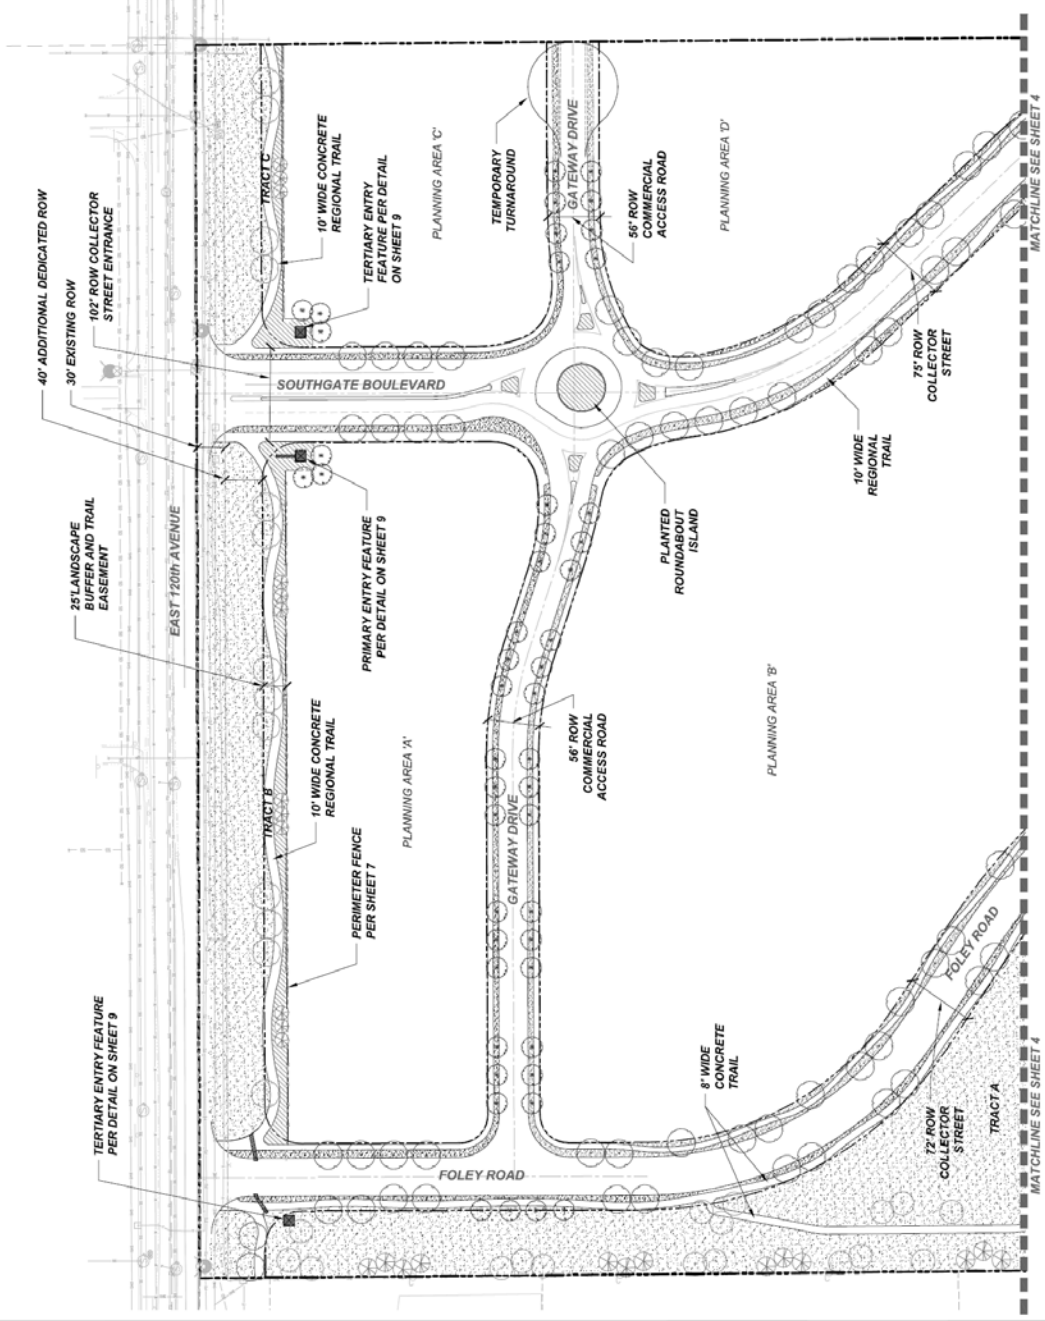 40' ADDITIONAL DEDICATED ROW
30' EXISTING ROW
102' ROW COLLECTOR
STREET ENTRANCE
TRACT C
10' WIDE CONCRETE
REGIONAL TRAIL
TERTIARY ENTRY
FEATURE PER DETAIL
ON SHEET 9
PLANNING AREA 'C'
TEMPORARY
TURNAROUND
GATEWAY DRIVE
56' ROW
COMMERCIAL
ACCESS ROAD
PLANNING AREA 'D'
MATCHLINE SEE SHEET 4
SOUTHGATE BOULEVARD
75' ROW
COLLECTOR
STREET
10' WIDE
REGIONAL
TRAIL
PLANTED
ROUNDABOUT
ISLAND
25'LANDSCAPE
BUFFER AND TRAIL
EASEMENT
EAST 120th AVENUE
PRIMARY ENTRY FEATURE
PER DETAIL ON SHEET 9
TRACT B
10' WIDE CONCRETE
REGIONAL TRAIL
PERIMETER FENCE
PER SHEET 7
PLANNING AREA 'A'
GATEWAY DRIVE
56' ROW
COMMERCIAL
ACCESS ROAD
PLANNING AREA 'B'
TERTIARY ENTRY FEATURE
PER DETAIL ON SHEET 9
FOLEY ROAD
8' WIDE
CONCRETE
TRAIL
FOLEY ROAD
72' ROW
COLLECTOR
STREET
TRACT A
MATCHLINE SEE SHEET 4